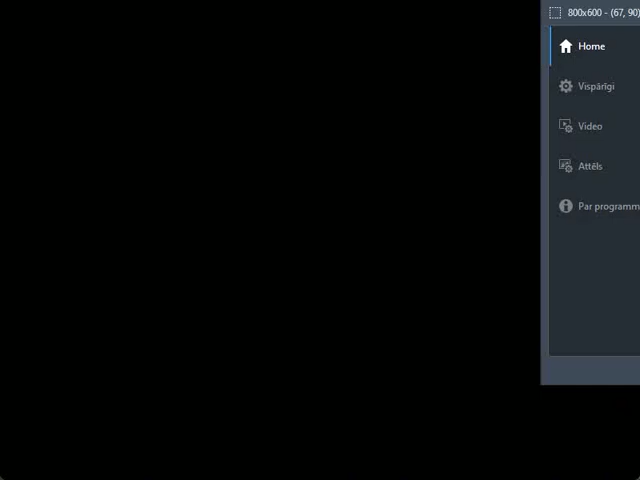 800x600 - (67, 90)
Home
Vispārīgi
Video
Attēls
Par programm